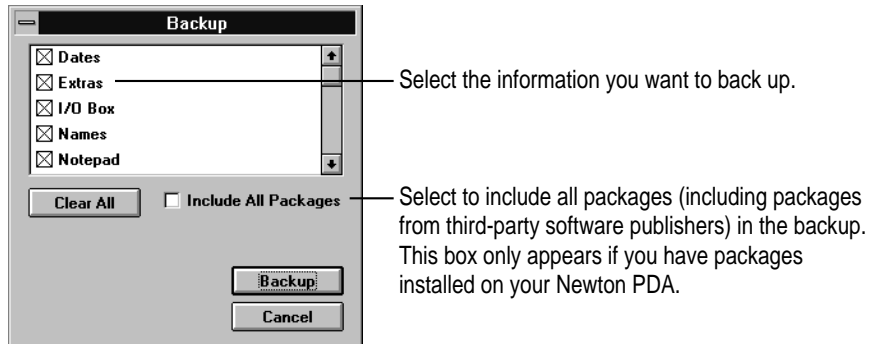 Backup
Dates
Extras
I/O Box
Names
Notepad
Select the information you want to back up.
Clear All
Include All Packages
Select to include all packages (including packages
from third-party software publishers) in the backup.
This box only appears if you have packages
installed on your Newton PDA.
Backup
Cancel